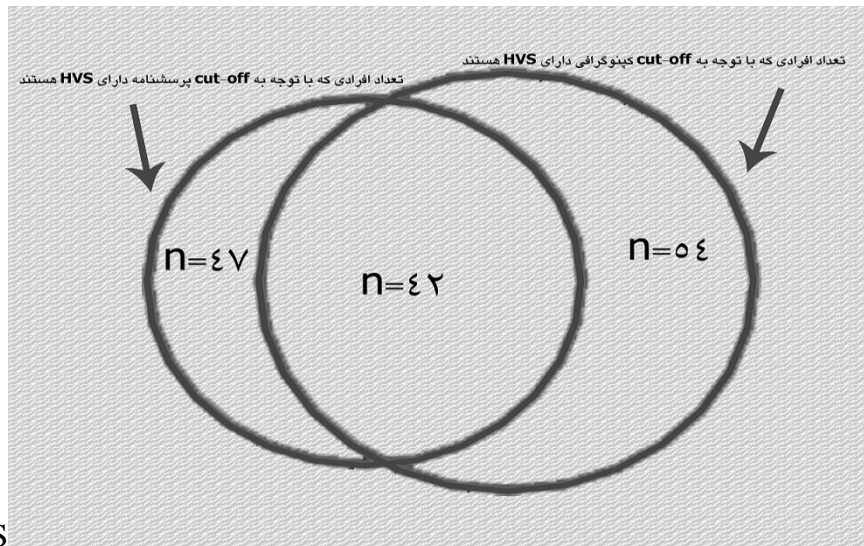 تعداد افرادی که با توجه به cut-off کپنوگرافی دارای HVS هستند
تعداد افرادی که با توجه به cut-off پرسشنامه دارای HVS هستند
n=٥٤
n=٤٢
n=٤٧
S